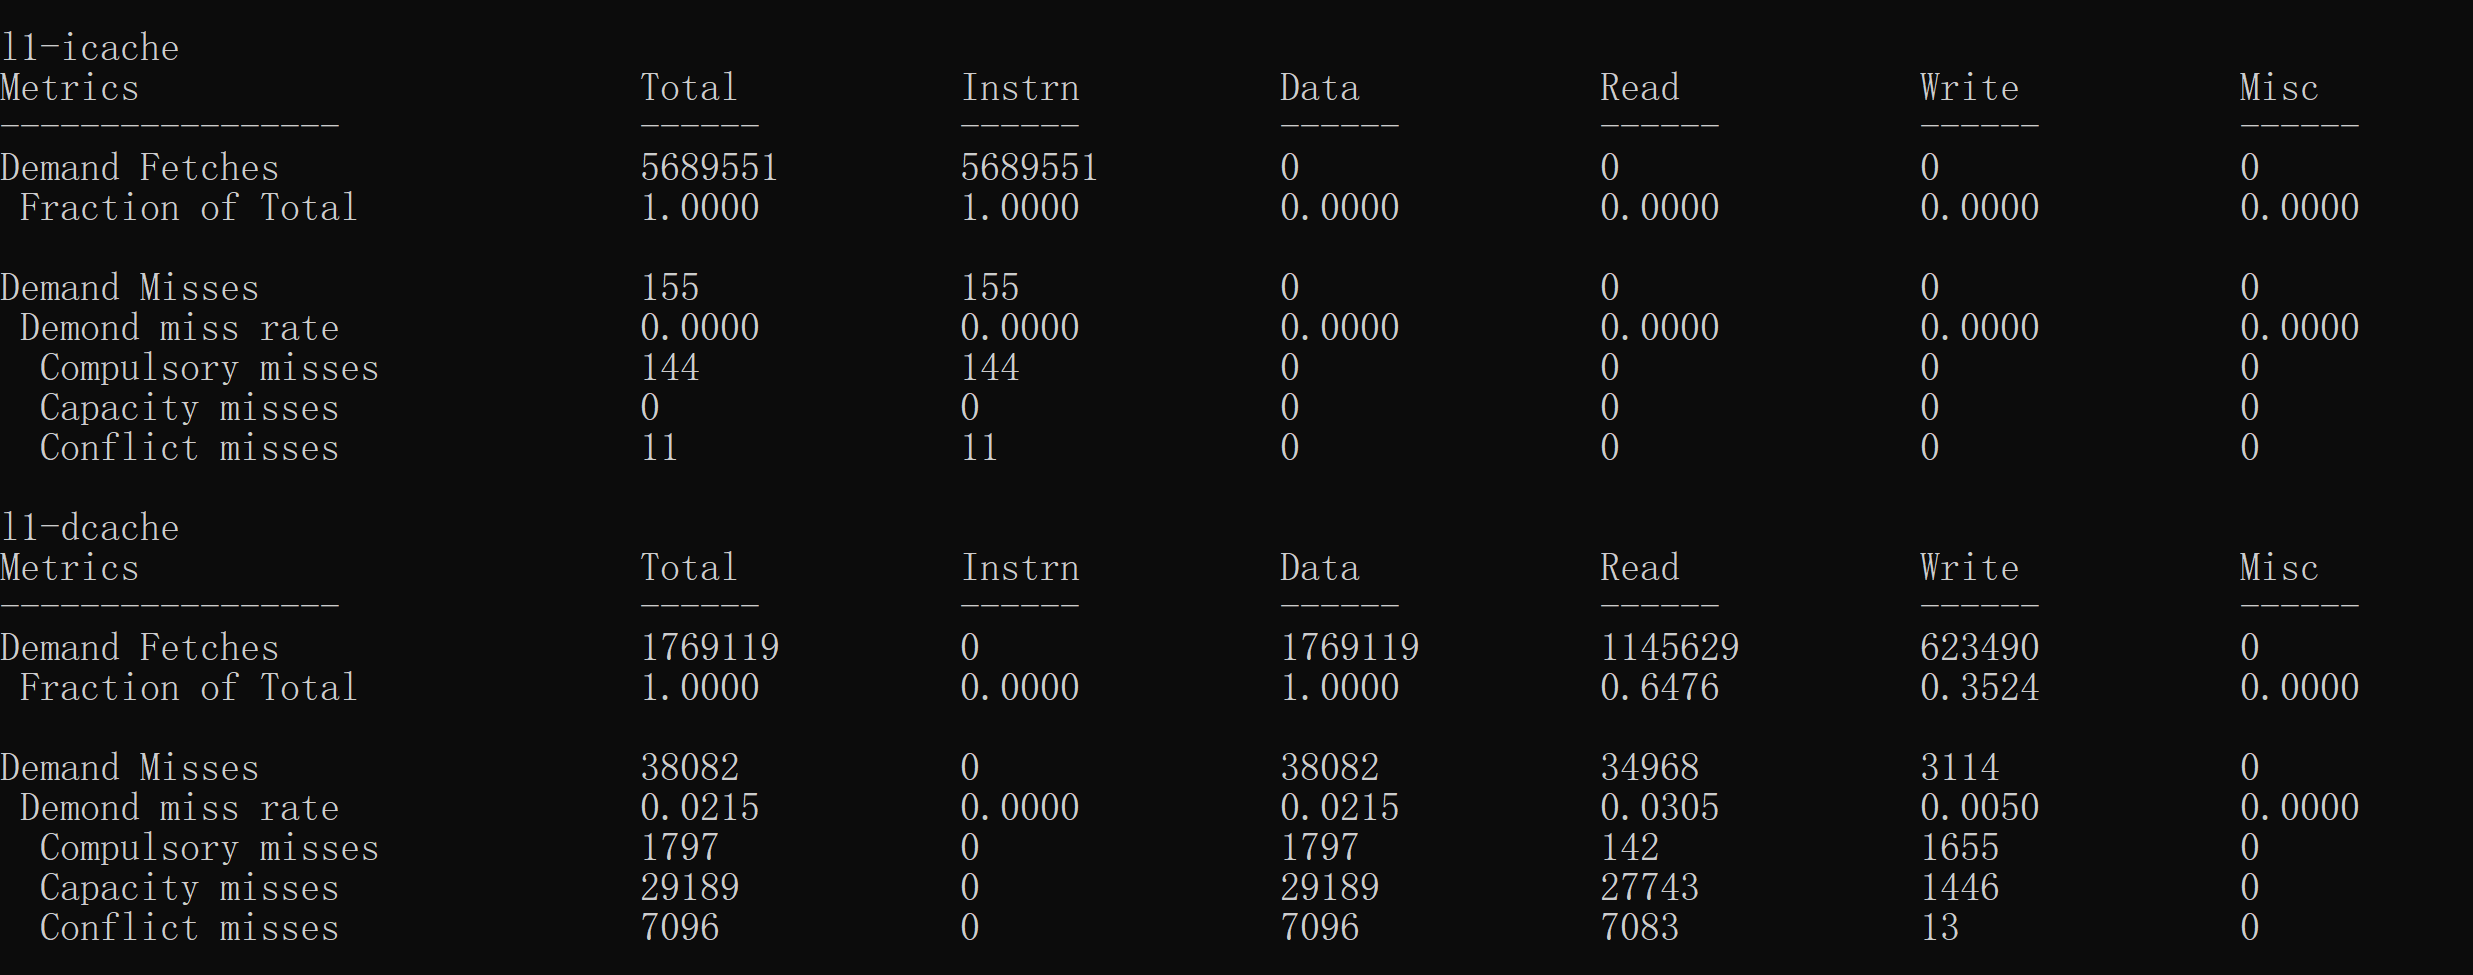 l1-icache
Metrics Total Instrn Data Read Write Misc
----------------- ------ ------ ------ ------ ------ ------
Demand Fetches 5689551 5689551 0 0 0 0
Fraction of Total 1.0000 1.0000 0.0000 0.0000 0.0000 0.0000
Demand Misses 155 155 0 0 0 0
Demond miss rate 0.0000 0.0000 0.0000 0.0000 0.0000 0.0000
Compulsory misses 144 144 0 0 0 0
Capacity misses 0 0 0 0 0 0
Conflict misses 11 11 0 0 0 0
l1-dcache
Metrics Total Instrn Data Read Write Misc
----------------- ------ ------ ------ ------ ------ ------
Demand Fetches 1769119 0 1769119 1145629 623490 0
Fraction of Total 1.0000 0.0000 1.0000 0.6476 0.3524 0.0000
Demand Misses 38082 0 38082 34968 3114 0
Demond miss rate 0.0215 0.0000 0.0215 0.0305 0.0050 0.0000
Compulsory misses 1797 0 1797 142 1655 0
Capacity misses 29189 0 29189 27743 1446 0
Conflict misses 7096 0 7096 7083 13 0